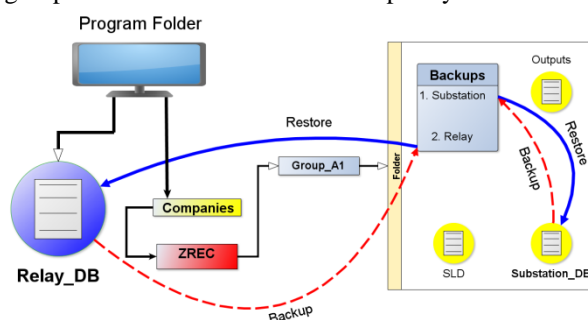 Program Folder
Backups
1. Substation
2. Relay
Outputs
Restore
Restore
Backup
Group_A1
Folder
Companies
ZREC
Relay_DB
SLD
Substation_DB
Backup